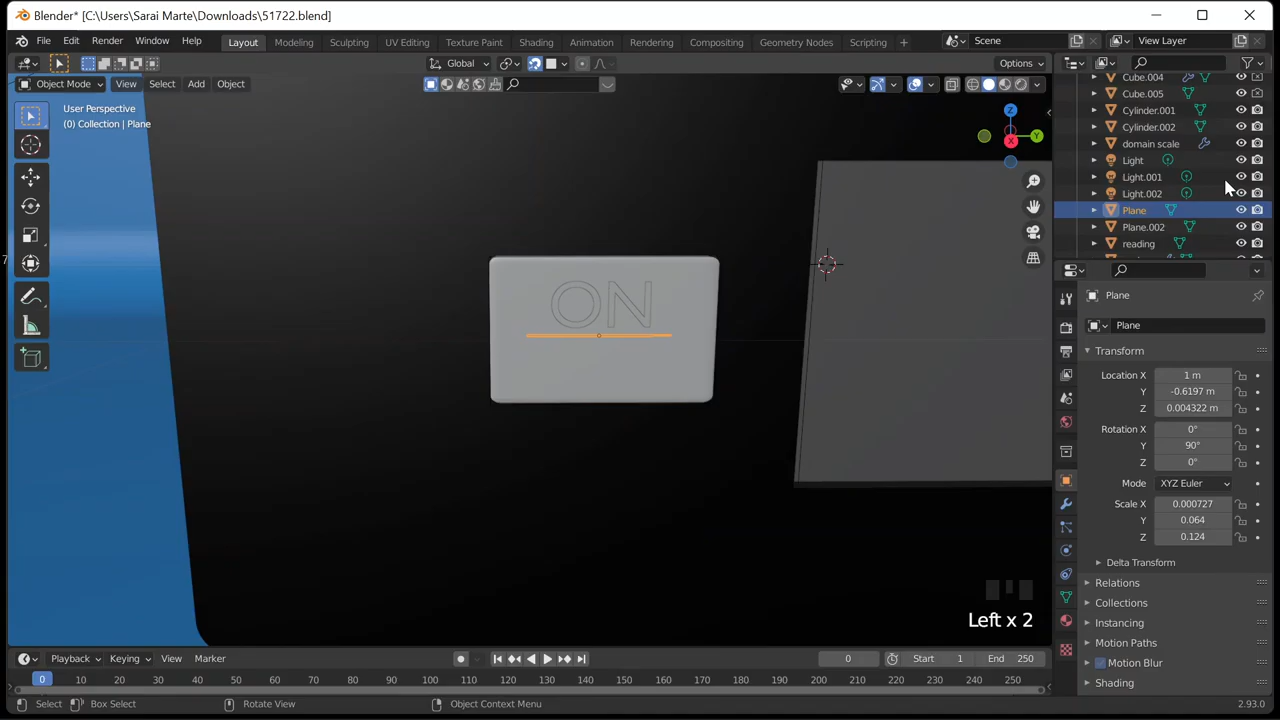 Blender* [C:\Users\Sarai Marte\Downloads\51722.blend]
File Edit Render Window Help
Layout Modeling Sculpting UV Editing Texture Paint Shading Animation Rendering Compositing Geometry Nodes Scripting
Scene
View Layer
Global
Options
Object Mode
View Select Add Object
User Perspective
(0) Collection | Plane
Z
Y
X
ON
7
Left x 2
Cube.004
Cube.005
Cylinder.001
Cylinder.002
domain scale
Light
Light.001
Light.002
Plane
Plane.002
reading
Plane
Plane
Transform
Location X 1 m
Y -0.6197 m
Z 0.004322 m
Rotation X 0°
Y 90°
Z 0°
Mode XYZ Euler
Scale X 0.000727
Y 0.064
Z 0.124
Delta Transform
Relations
Collections
Instancing
Motion Paths
Motion Blur
Shading
Playback Keying View Marker
0
Start 1
End 250
0 10 20 30 40 50 60 70 80 90 100 110 120 130 140 150 160 170 180 190 200 210 220 230 240 250
Select Box Select Rotate View Object Context Menu 2.93.0